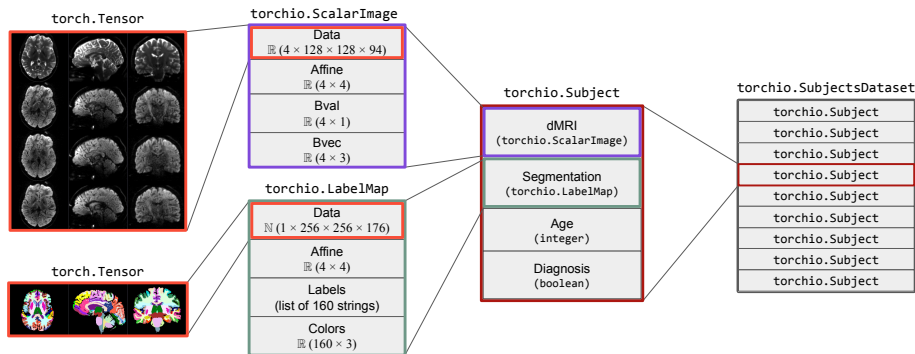 torch.Tensor
torchio.ScalarImage
Data
ℝ (4 × 128 × 128 × 94)
Affine
ℝ (4 × 4)
Bval
ℝ (4 × 1)
Bvec
ℝ (4 × 3)
torch.Tensor
torchio.LabelMap
Data
ℕ (1 × 256 × 256 × 176)
Affine
ℝ (4 × 4)
Labels
(list of 160 strings)
Colors
ℝ (160 × 3)
torchio.Subject
dMRI
(torchio.ScalarImage)
Segmentation
(torchio.LabelMap)
Age
(integer)
Diagnosis
(boolean)
torchio.SubjectsDataset
torchio.Subject
torchio.Subject
torchio.Subject
torchio.Subject
torchio.Subject
torchio.Subject
torchio.Subject
torchio.Subject
torchio.Subject